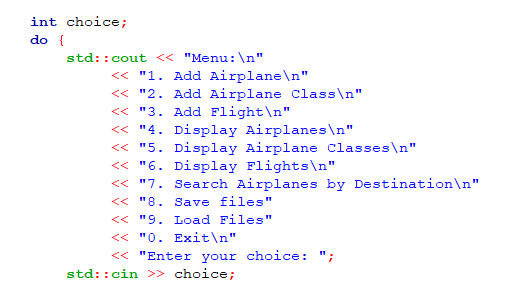 int choice;
do {
std::cout << "Menu:\n"
<< "1. Add Airplane\n"
<< "2. Add Airplane Class\n"
<< "3. Add Flight\n"
<< "4. Display Airplanes\n"
<< "5. Display Airplane Classes\n"
<< "6. Display Flights\n"
<< "7. Search Airplanes by Destination\n"
<< "8. Save files"
<< "9. Load Files"
<< "0. Exit\n"
<< "Enter your choice: ";
std::cin >> choice;